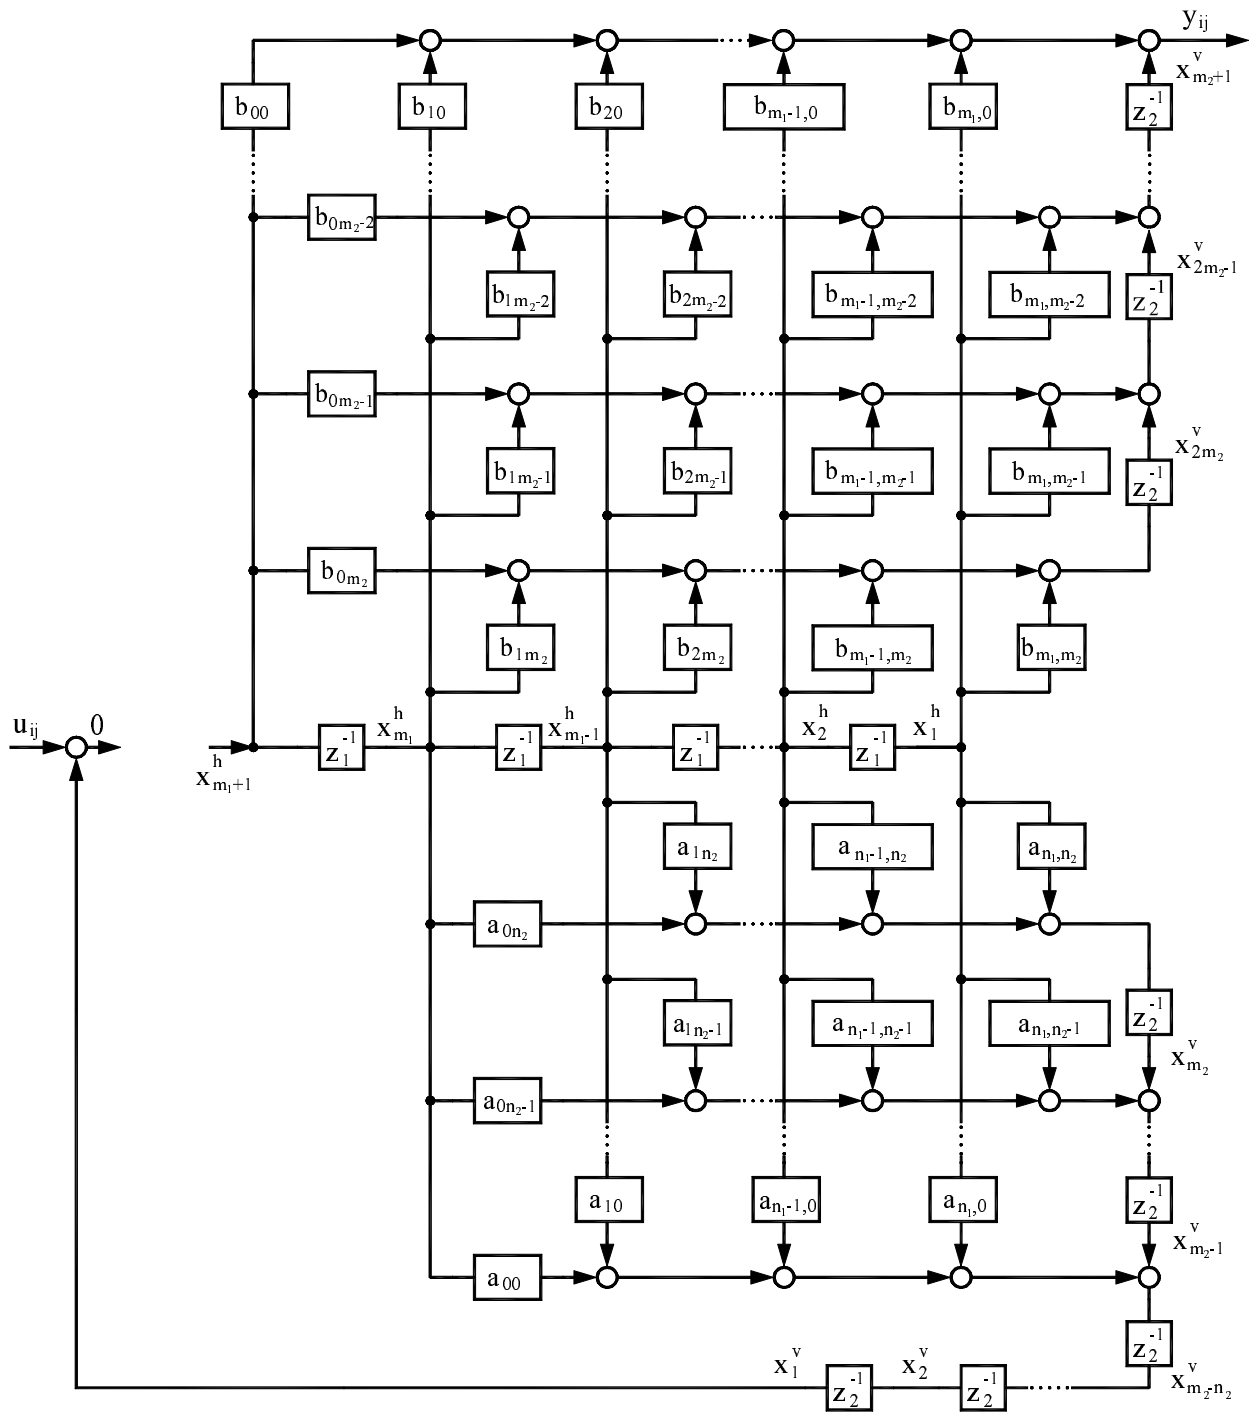 y_ij
x^v_{m₂+1}
b_00 b_10 b_20 b_{m₁-1,0} b_{m₁,0} z_2^{-1}
b_{0m₂-2}
x^v_{2m₂-1}
b_{1m₂-2} b_{2m₂-2} b_{m₁-1,m₂-2} b_{m₁,m₂-2} z_2^{-1}
b_{0m₂-1}
x^v_{2m₂}
b_{1m₂-1} b_{2m₂-1} b_{m₁-1,m₂-1} b_{m₁,m₂-1} z_2^{-1}
b_{0m₂}
b_{1m₂} b_{2m₂} b_{m₁-1,m₂} b_{m₁,m₂}
u_ij 0 x^h_{m₁+1} z_1^{-1} x^h_{m₁} z_1^{-1} x^h_{m₁-1} z_1^{-1} x^h_2 z_1^{-1} x^h_1
a_{1n₂} a_{n₁-1,n₂} a_{n₁,n₂}
a_{0n₂}
a_{1n₂-1} a_{n₁-1,n₂-1} a_{n₁,n₂-1} z_2^{-1}
x^v_{m₂}
a_{0n₂-1}
a_10 a_{n₁-1,0} a_{n₁,0} z_2^{-1}
x^v_{m₂-1}
a_00
z_2^{-1}
x^v_1 z_2^{-1} x^v_2 z_2^{-1} x^v_{m₂-n₂}